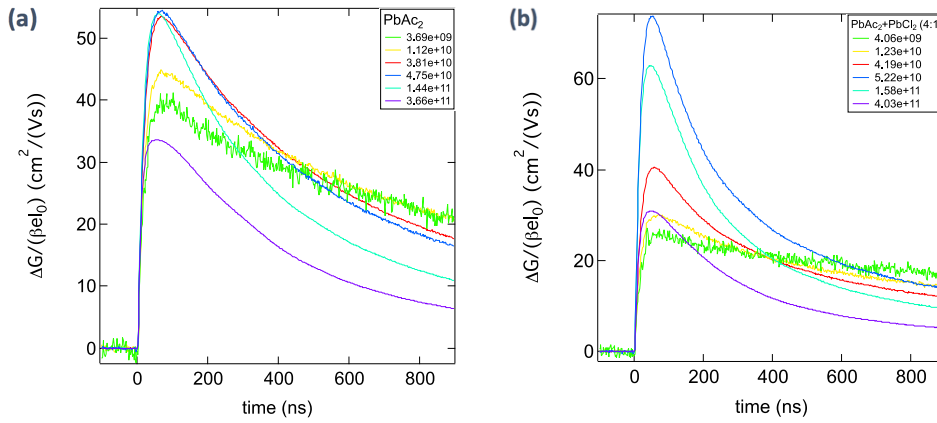 (a)
PbAc2
3.69e+09
1.12e+10
3.81e+10
4.75e+10
1.44e+11
3.66e+11
50
40
30
20
10
0
ΔG/(βeI0) (cm2/(Vs))
0
200
400
600
800
time (ns)
(b)
PbAc2+PbCl2 (4:1
4.06e+09
1.23e+10
4.19e+10
5.22e+10
1.58e+11
4.03e+11
60
40
20
0
ΔG/(βeI0) (cm2/(Vs))
0
200
400
600
800
time (ns)